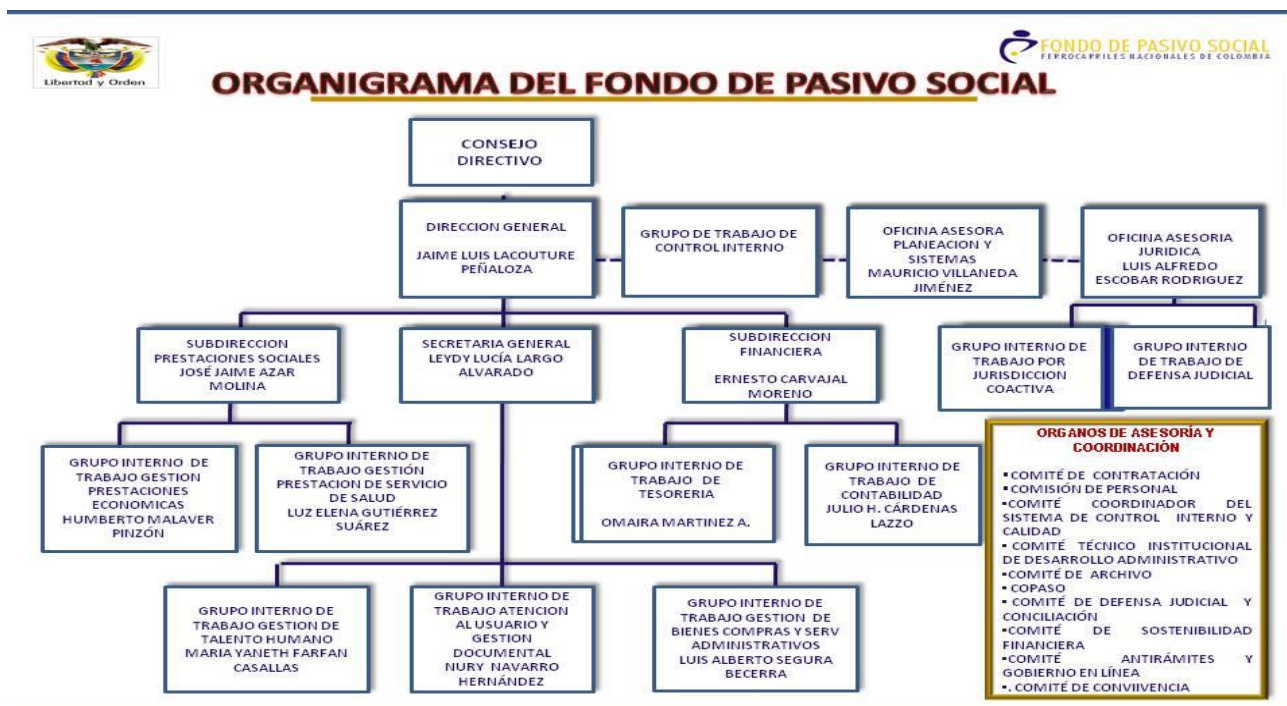 Libertad y Orden
FONDO DE PASIVO SOCIAL
FERROCARRILES NACIONALES DE COLOMBIA
ORGANIGRAMA DEL FONDO DE PASIVO SOCIAL
CONSEJO
DIRECTIVO
DIRECCION GENERAL
JAIME LUIS LACOUTURE
PEÑALOZA
GRUPO DE TRABAJO DE
CONTROL INTERNO
OFICINA ASESORA
PLANEACION Y
SISTEMAS
MAURICIO VILLANEDA
JIMÉNEZ
OFICINA ASESORIA
JURIDICA
LUIS ALFREDO
ESCOBAR RODRIGUEZ
SUBDIRECCION
PRESTACIONES SOCIALES
JOSÉ JAIME AZAR
MOLINA
SECRETARIA GENERAL
LEYDY LUCÍA LARGO
ALVARADO
SUBDIRECCION
FINANCIERA
ERNESTO CARVAJAL
MORENO
GRUPO INTERNO DE
TRABAJO POR
JURISDICCION
COACTIVA
GRUPO INTERNO
DE TRABAJO DE
DEFENSA JUDICIAL
GRUPO INTERNO DE
TRABAJO GESTION
PRESTACIONES
ECONOMICAS
HUMBERTO MALAVER
PINZÓN
GRUPO INTERNO DE
TRABAJO GESTIÓN
PRESTACION DE SERVICIO
DE SALUD
LUZ ELENA GUTIÉRREZ
SUÁREZ
GRUPO INTERNO DE
TRABAJO DE
TESORERIA
OMAIRA MARTINEZ A.
GRUPO INTERNO DE
TRABAJO DE
CONTABILIDAD
JULIO H. CÁRDENAS
LAZZO
GRUPO INTERNO DE
TRABAJO GESTION DE
TALENTO HUMANO
MARIA YANETH FARFAN
CASALLAS
GRUPO INTERNO DE
TRABAJO ATENCION
AL USUARIO Y
GESTION
DOCUMENTAL
NURY NAVARRO
HERNÁNDEZ
GRUPO INTERNO DE
TRABAJO GESTION DE
BIENES COMPRAS Y SERV
ADMINISTRATIVOS
LUIS ALBERTO SEGURA
BECERRA
ORGANOS DE ASESORÍA Y
COORDINACIÓN
▪COMITÉ DE CONTRATACIÓN
▪COMISIÓN DE PERSONAL
▪COMITÉ COORDINADOR DEL
SISTEMA DE CONTROL INTERNO Y
CALIDAD
▪ COMITÉ TÉCNICO INSTITUCIONAL
DE DESARROLLO ADMINISTRATIVO
▪COMITÉ DE ARCHIVO
▪ COPASO
▪ COMITÉ DE DEFENSA JUDICIAL Y
CONCILIACIÓN
▪COMITÉ DE SOSTENIBILIDAD
FINANCIERA
▪COMITÉ ANTIRÁMITES Y
GOBIERNO EN LÍNEA
▪. COMITÉ DE CONVIIVENCIA